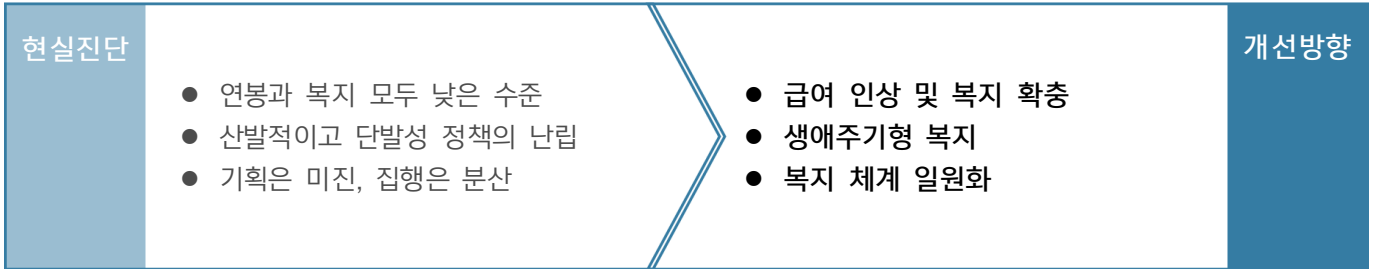 현실진단
● 연봉과 복지 모두 낮은 수준
● 산발적이고 단발성 정책의 난립
● 기획은 미진, 집행은 분산
● 급여 인상 및 복지 확충
● 생애주기형 복지
● 복지 체계 일원화
개선방향